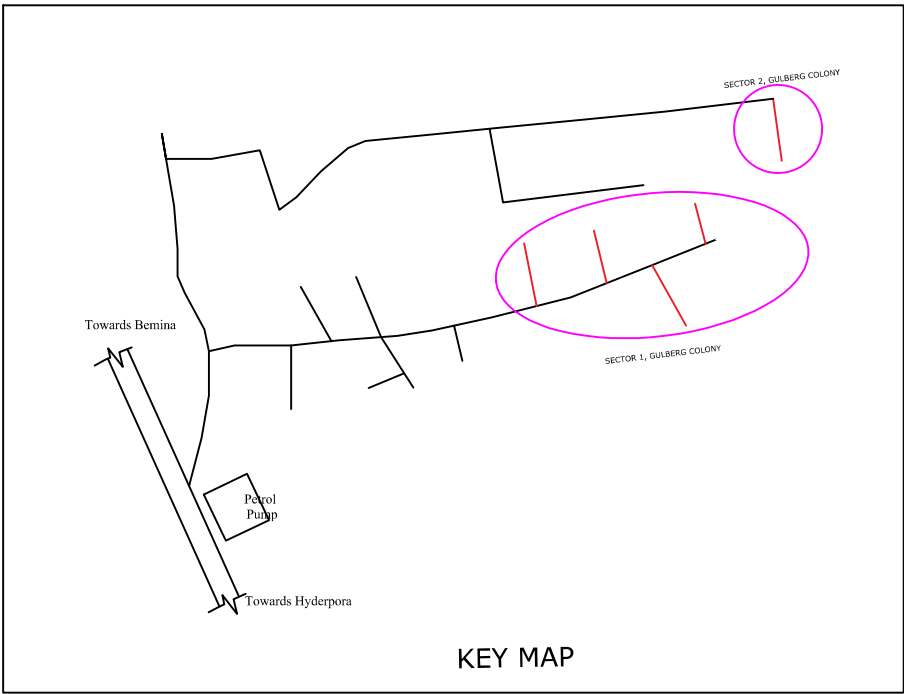 SECTOR 2, GULBERG COLONY
Towards Bemina
SECTOR 1, GULBERG COLONY
Petrol
Pump
Towards Hyderpora
KEY MAP